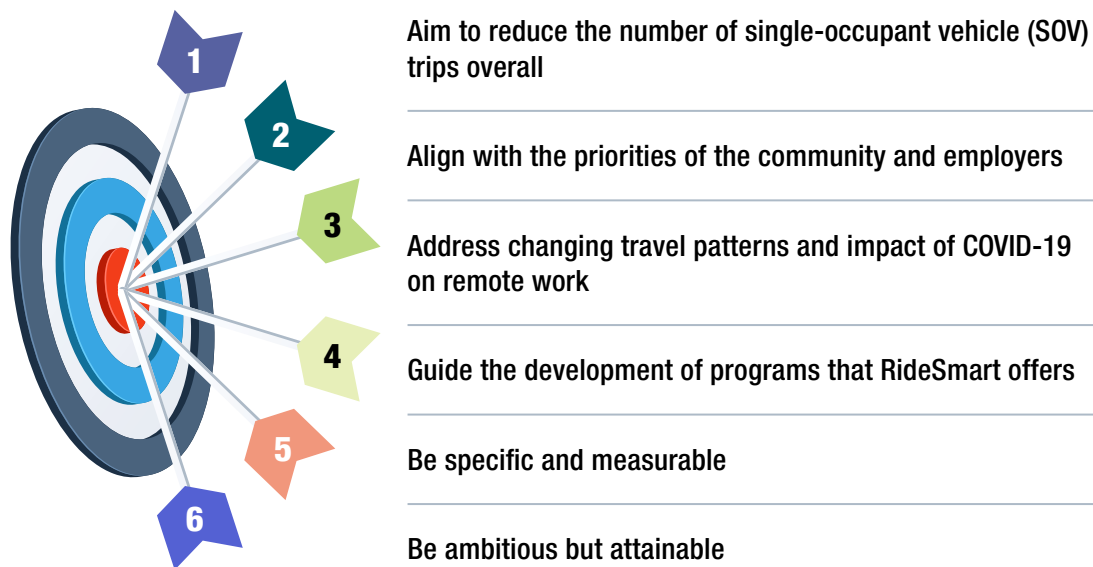 1
Aim to reduce the number of single-occupant vehicle (SOV)
trips overall
2
Align with the priorities of the community and employers
3
Address changing travel patterns and impact of COVID-19
on remote work
4
Guide the development of programs that RideSmart offers
5
Be specific and measurable
6
Be ambitious but attainable